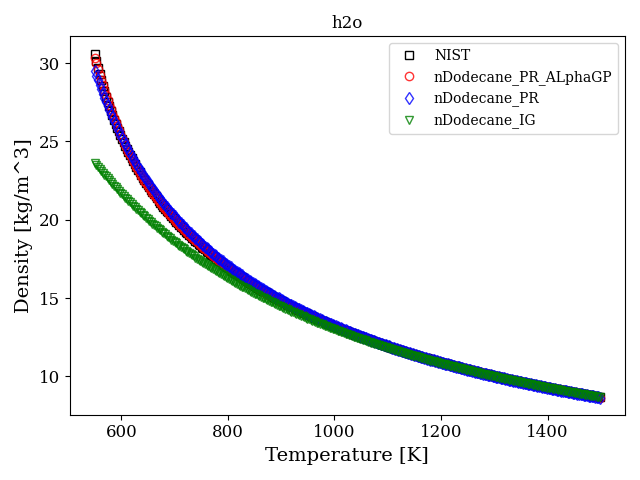 h2o
NIST
nDodecane_PR_ALphaGP
nDodecane_PR
nDodecane_IG
Density [kg/m^3]
30
25
20
15
10
600
800
1000
1200
1400
Temperature [K]